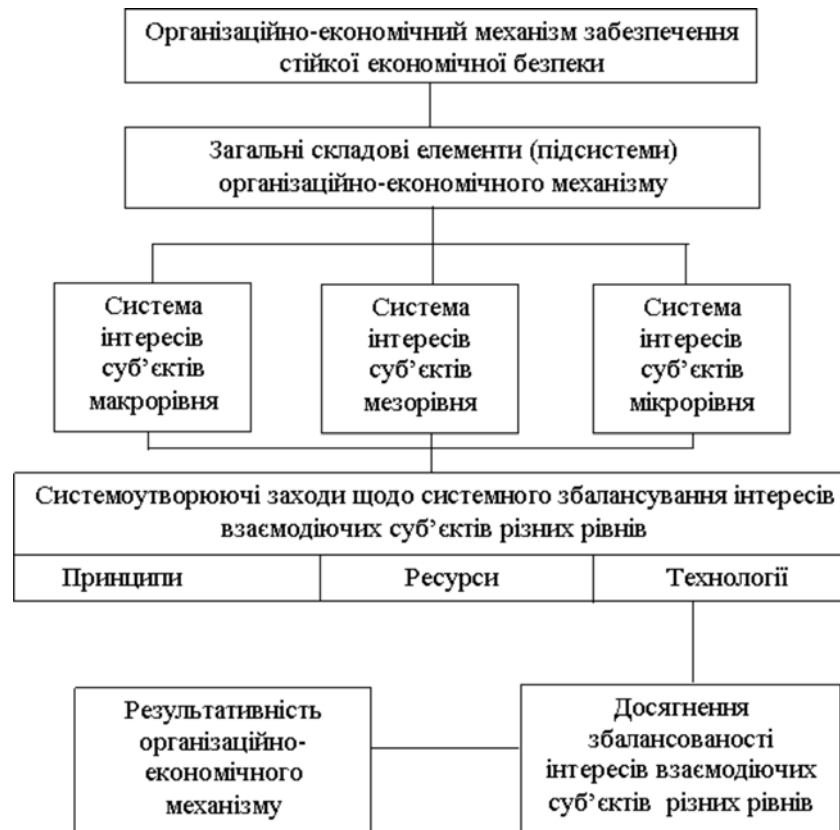 Організаційно-економічний механізм забезпечення
стійкої економічної безпеки
Загальні складові елементи (підсистеми)
організаційно-економічного механізму
Система
інтересів
суб’єктів
макрорівня
Система
інтересів
суб’єктів
мезорівня
Система
інтересів
суб’єктів
мікрорівня
Системоутворюючі заходи щодо системного збалансування інтересів
взаємодіючих суб’єктів різних рівнів
Принципи
Ресурси
Технології
Результативність
організаційно-
економічного
механізму
Досягнення
збалансованості
інтересів взаємодіючих
суб’єктів різних рівнів